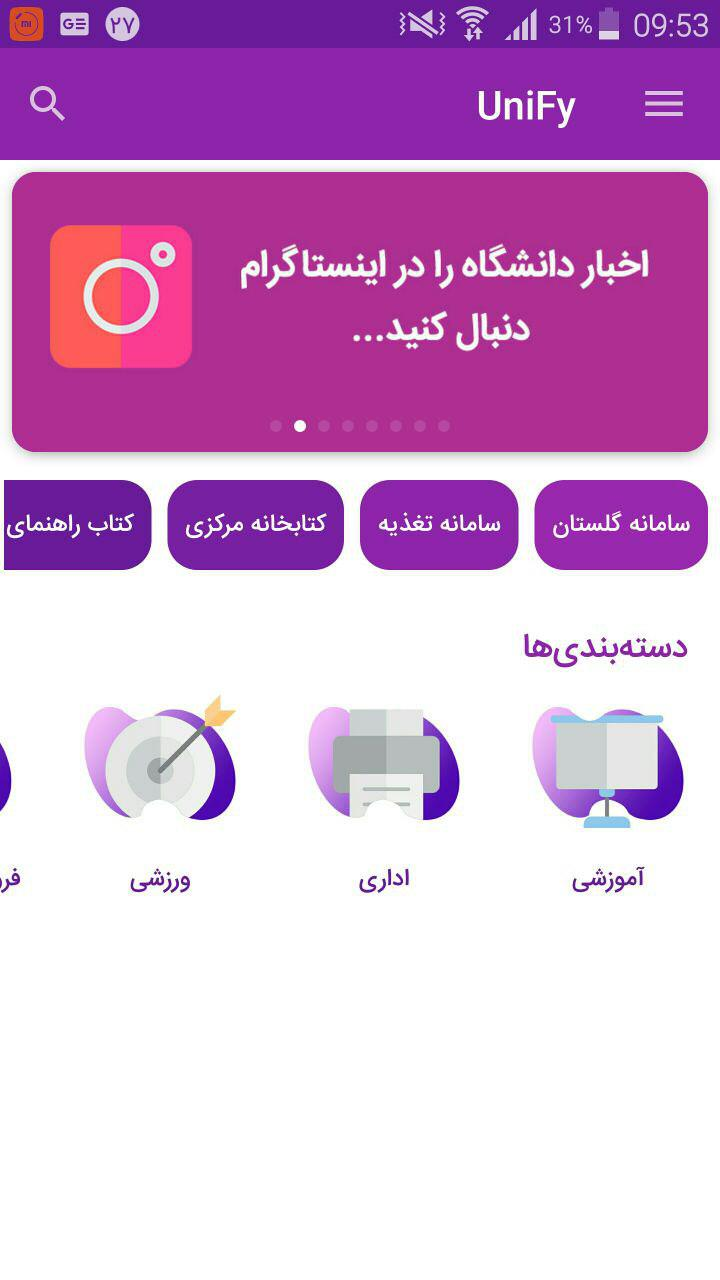 ۲۷
31%
09:53
UniFy
اخبار دانشگاه را در اینستاگرام
دنبال کنید...
سامانه گلستان
سامانه تغذیه
کتابخانه مرکزی
کتاب راهنمای
دسته‌بندی‌ها
آموزشی
اداری
ورزشی